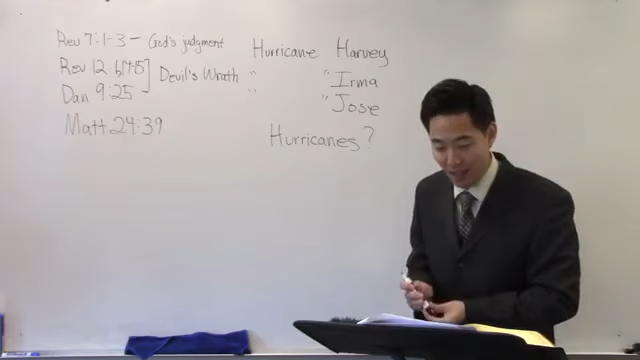 Rev 7:1-3 – God's judgment
Rev 12:6,14-15] Devil's Wrath
Dan 9:25
Matt 24:39
Hurricane Harvey
" " Irma
" " Jose
Hurricanes?